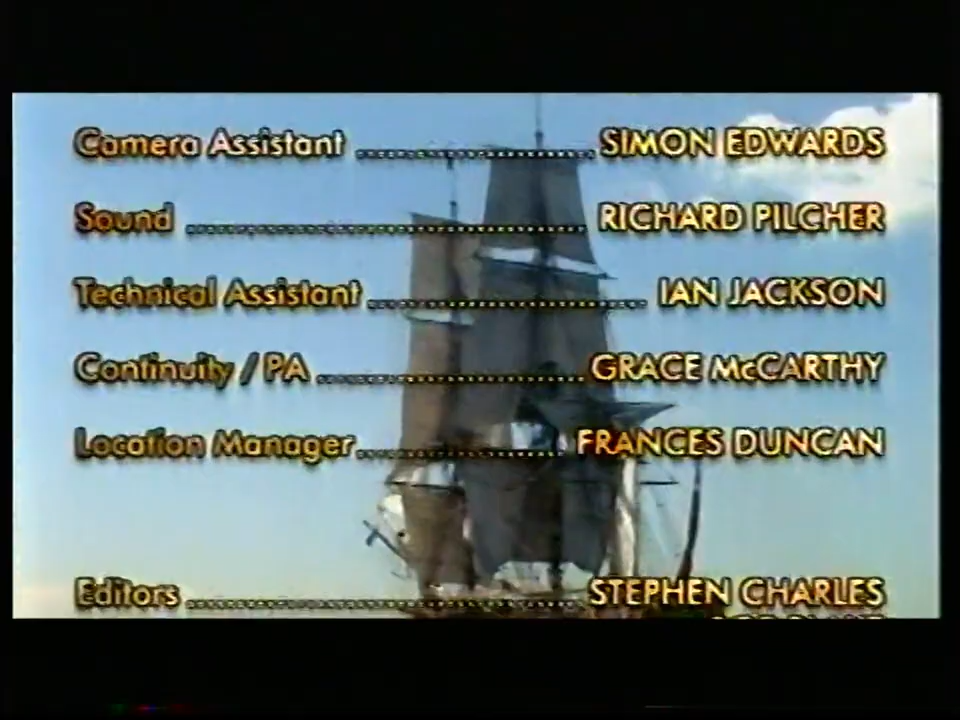 Camera Assistant ........................ SIMON EDWARDS
Sound ........................ RICHARD PILCHER
Technical Assistant ........................ IAN JACKSON
Continuity / PA ........................ GRACE McCARTHY
Location Manager ........................ FRANCES DUNCAN
Editors ........................ STEPHEN CHARLES